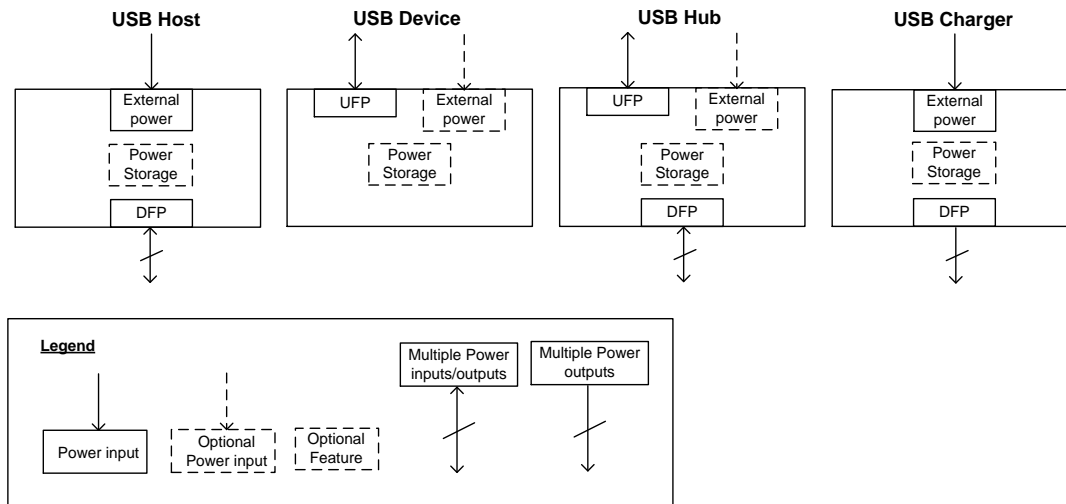 USB Host
USB Device
USB Hub
USB Charger
External
power
Power
Storage
DFP
UFP
External
power
Power
Storage
UFP
External
power
Power
Storage
DFP
External
power
Power
Storage
DFP
Legend
Power input
Optional
Power input
Optional
Feature
Multiple Power
inputs/outputs
Multiple Power
outputs